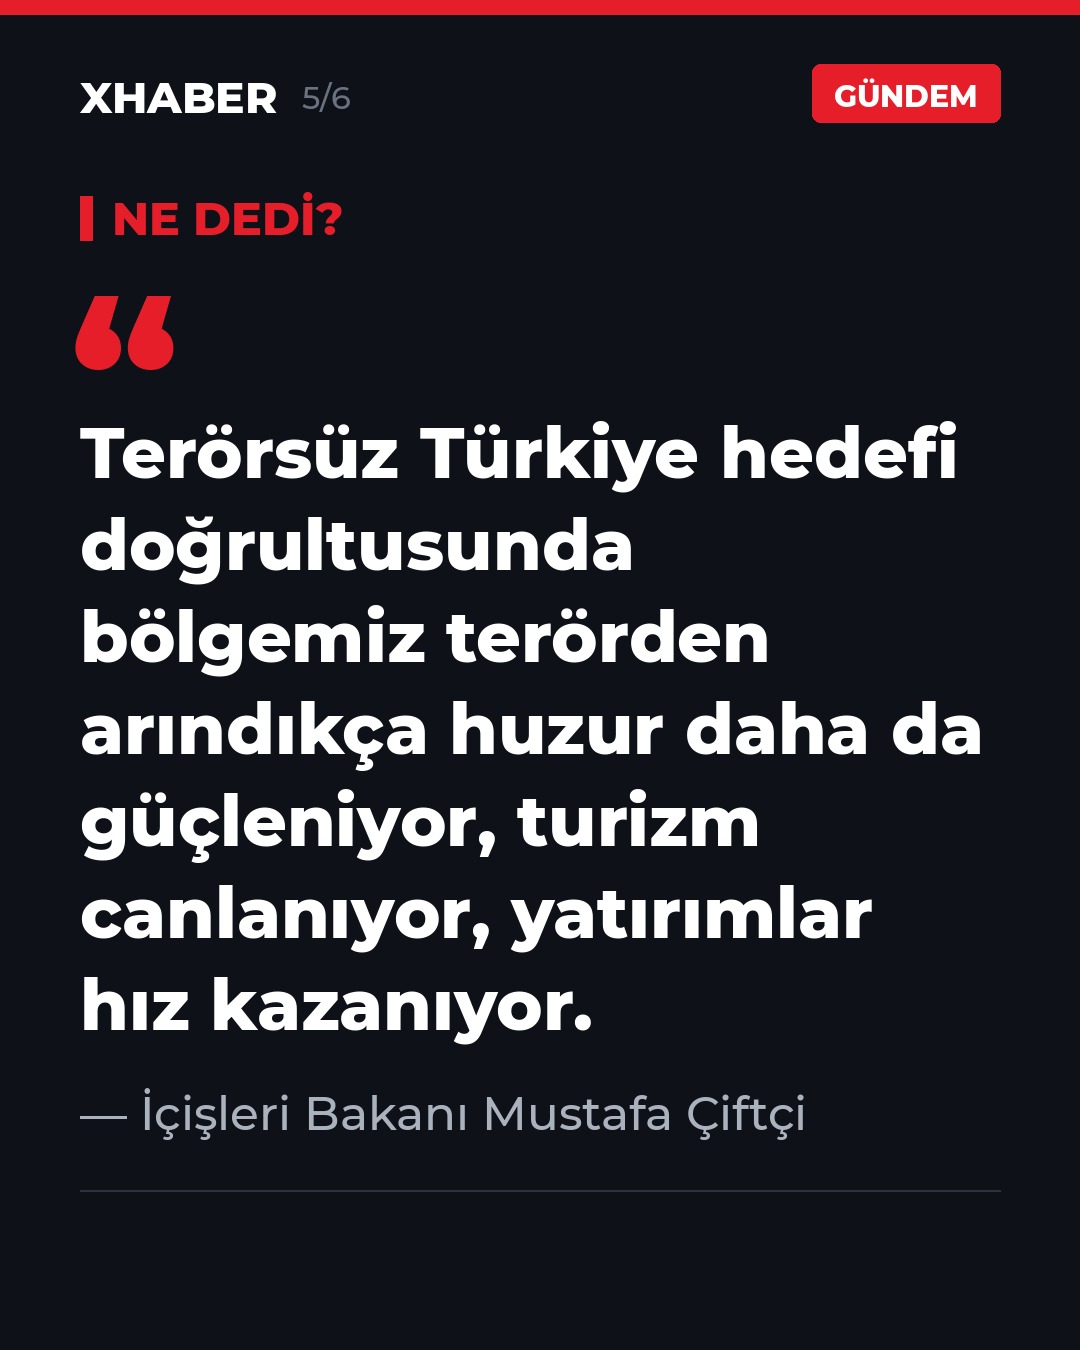 XHABER 5/6
GÜNDEM
NE DEDİ?
“
Terörsüz Türkiye hedefi
doğrultusunda
bölgemiz terörden
arındıkça huzur daha da
güçleniyor, turizm
canlanıyor, yatırımlar
hız kazanıyor.
— İçişleri Bakanı Mustafa Çiftçi